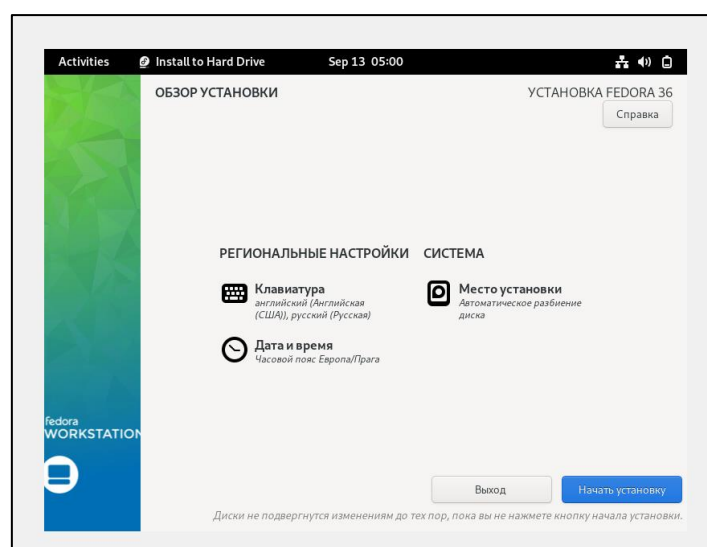 Activities Install to Hard Drive Sep 13 05:00
ОБЗОР УСТАНОВКИ
УСТАНОВКА FEDORA 36
Справка
РЕГИОНАЛЬНЫЕ НАСТРОЙКИ
Клавиатура
английский (Английская
(США)), русский (Русская)
Дата и время
Часовой пояс Европа/Прага
СИСТЕМА
Место установки
Автоматическое разбиение
диска
fedora
WORKSTATION
Выход
Начать установку
Диски не подвергнутся изменениям до тех пор, пока вы не нажмете кнопку начала установки.